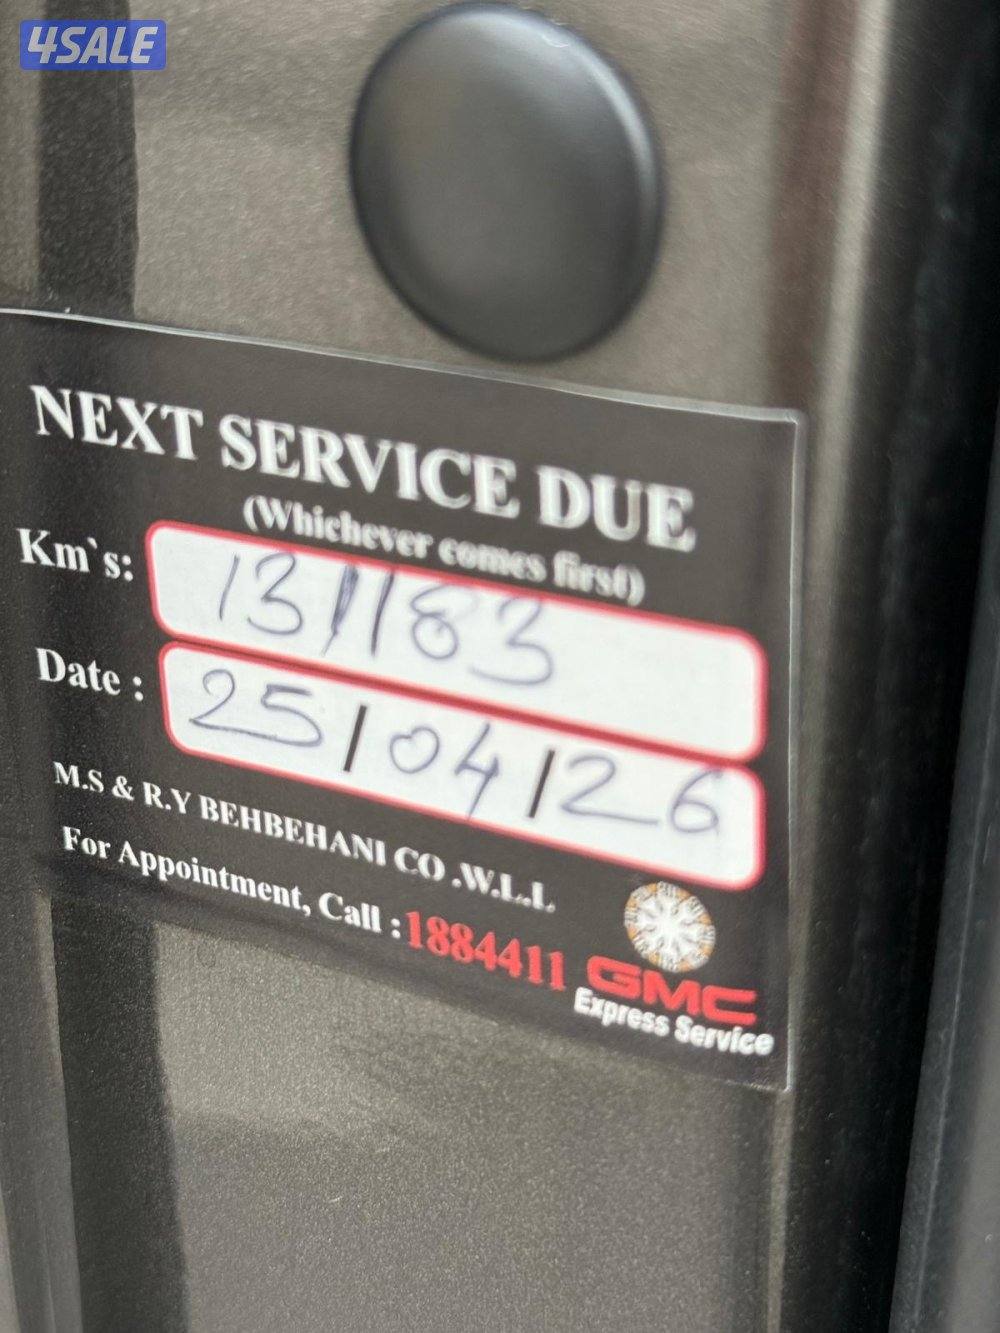 4SALE
NEXT SERVICE DUE
(Whichever comes first)
Km`s: 131183
Date : 25/04/26
M.S & R.Y BEHBEHANI CO .W.L.L
For Appointment, Call :1884411
GMC
Express Service